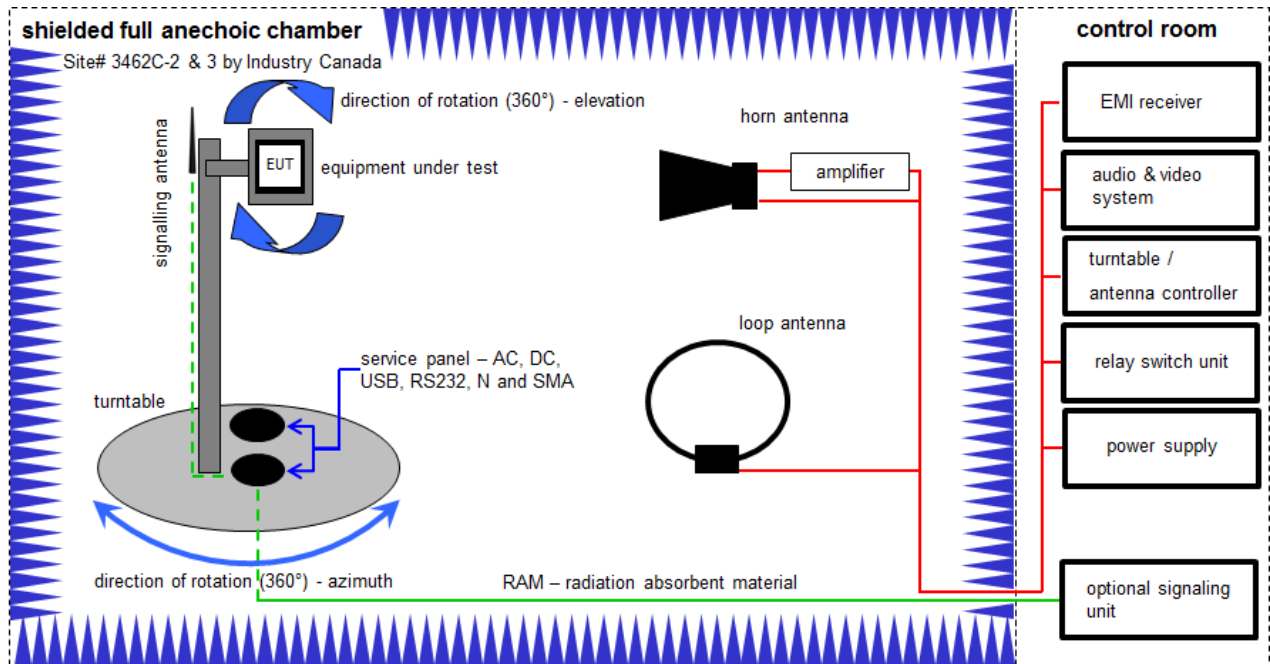 shielded full anechoic chamber
Site# 3462C-2 & 3 by Industry Canada
direction of rotation (360°) - elevation
signalling antenna
EUT
equipment under test
horn antenna
amplifier
loop antenna
service panel – AC, DC,
USB, RS232, N and SMA
turntable
direction of rotation (360°) - azimuth
RAM – radiation absorbent material
control room
EMI receiver
audio & video
system
turntable /
antenna controller
relay switch unit
power supply
optional signaling
unit